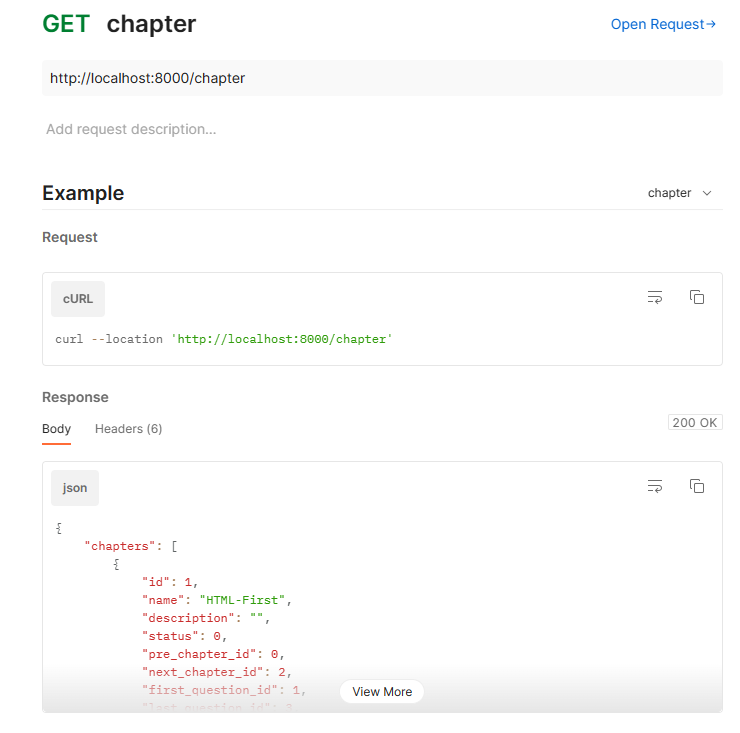 GET chapter
Open Request→
http://localhost:8000/chapter
Add request description...
Example
chapter
Request
cURL
curl --location 'http://localhost:8000/chapter'
Response
Body Headers (6)
200 OK
json
{
"chapters": [
{
"id": 1,
"name": "HTML-First",
"description": "",
"status": 0,
"pre_chapter_id": 0,
"next_chapter_id": 2,
"first_question_id": 1,
View More